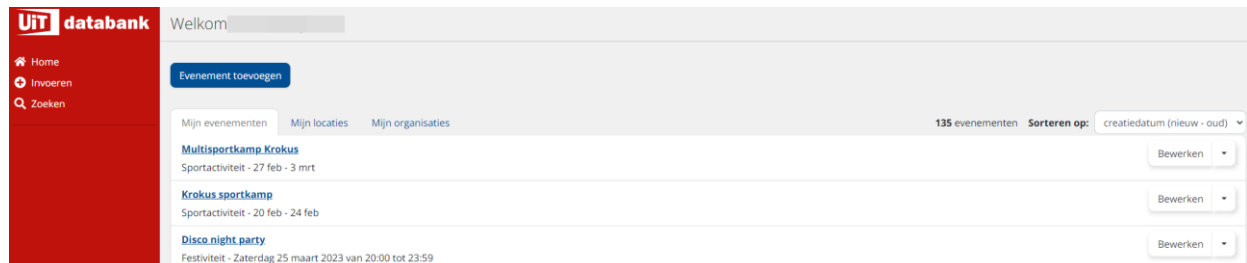 UiT databank
Welkom
Home
Invoeren
Zoeken
Evenement toevoegen
Mijn evenementen Mijn locaties Mijn organisaties 135 evenementen Sorteren op: creatiedatum (nieuw - oud)
Multisportkamp Krokus
Sportactiviteit - 27 feb - 3 mrt
Bewerken
Krokus sportkamp
Sportactiviteit - 20 feb - 24 feb
Bewerken
Disco night party
Festiviteit - Zaterdag 25 maart 2023 van 20:00 tot 23:59
Bewerken